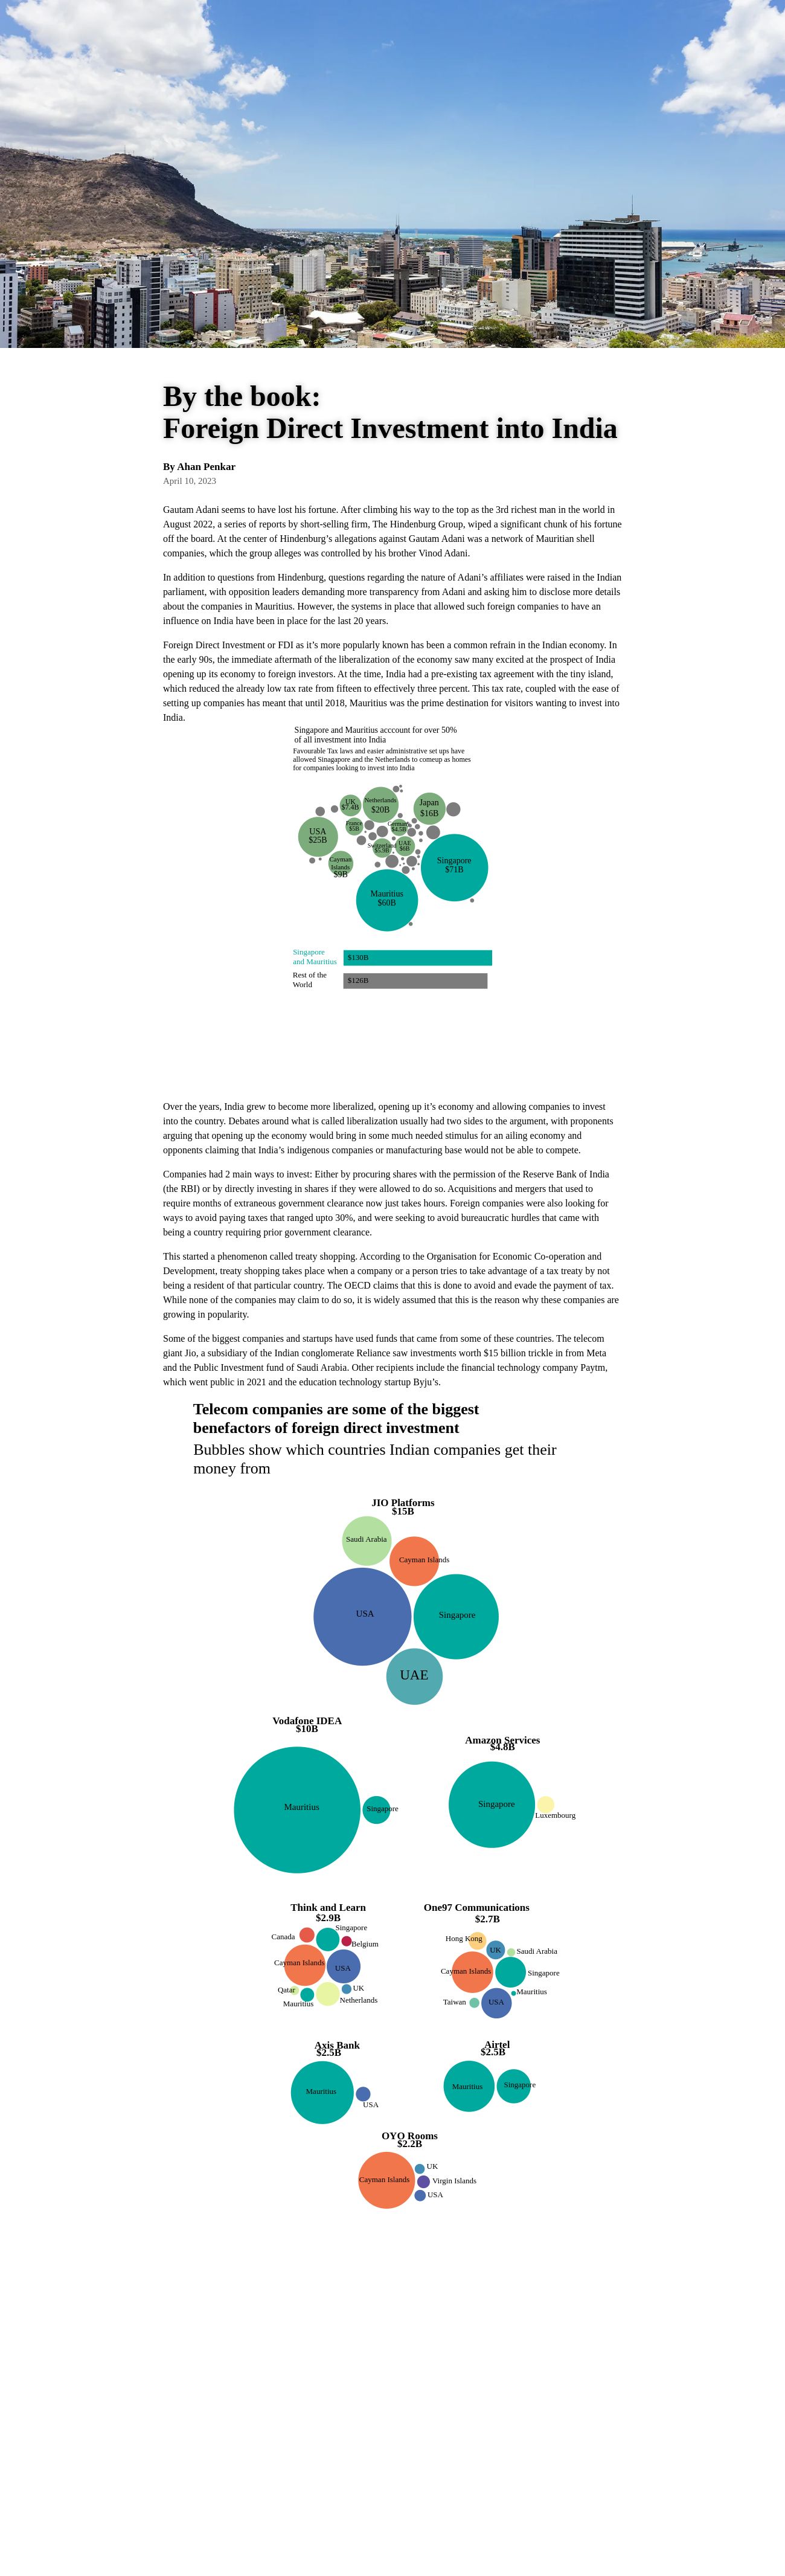 By the book:
Foreign Direct Investment into India
By Ahan Penkar
April 10, 2023
Gautam Adani seems to have lost his fortune. After climbing his way to the top as the 3rd richest man in the world in
August 2022, a series of reports by short-selling firm, The Hindenburg Group, wiped a significant chunk of his fortune
off the board. At the center of Hindenburg’s allegations against Gautam Adani was a network of Mauritian shell
companies, which the group alleges was controlled by his brother Vinod Adani.
In addition to questions from Hindenburg, questions regarding the nature of Adani’s affiliates were raised in the Indian
parliament, with opposition leaders demanding more transparency from Adani and asking him to disclose more details
about the companies in Mauritius. However, the systems in place that allowed such foreign companies to have an
influence on India have been in place for the last 20 years.
Foreign Direct Investment or FDI as it’s more popularly known has been a common refrain in the Indian economy. In
the early 90s, the immediate aftermath of the liberalization of the economy saw many excited at the prospect of India
opening up its economy to foreign investors. At the time, India had a pre-existing tax agreement with the tiny island,
which reduced the already low tax rate from fifteen to effectively three percent. This tax rate, coupled with the ease of
setting up companies has meant that until 2018, Mauritius was the prime destination for visitors wanting to invest into
India.
Singapore and Mauritius acccount for over 50%
of all investment into India
Favourable Tax laws and easier administrative set ups have
allowed Sinagapore and the Netherlands to comeup as homes
for companies looking to invest into India
UK
$7.4B
Netherlands
$20B
Japan
$16B
France
$5B
Germany
$4.5B
USA
$25B
Switzerland
$5.9B
UAE
$6B
Cayman
Islands
$9B
Singapore
$71B
Mauritius
$60B
Singapore
and Mauritius
$130B
Rest of the
World
$126B
Over the years, India grew to become more liberalized, opening up it’s economy and allowing companies to invest
into the country. Debates around what is called liberalization usually had two sides to the argument, with proponents
arguing that opening up the economy would bring in some much needed stimulus for an ailing economy and
opponents claiming that India’s indigenous companies or manufacturing base would not be able to compete.
Companies had 2 main ways to invest: Either by procuring shares with the permission of the Reserve Bank of India
(the RBI) or by directly investing in shares if they were allowed to do so. Acquisitions and mergers that used to
require months of extraneous government clearance now just takes hours. Foreign companies were also looking for
ways to avoid paying taxes that ranged upto 30%, and were seeking to avoid bureaucratic hurdles that came with
being a country requiring prior government clearance.
This started a phenomenon called treaty shopping. According to the Organisation for Economic Co-operation and
Development, treaty shopping takes place when a company or a person tries to take advantage of a tax treaty by not
being a resident of that particular country. The OECD claims that this is done to avoid and evade the payment of tax.
While none of the companies may claim to do so, it is widely assumed that this is the reason why these companies are
growing in popularity.
Some of the biggest companies and startups have used funds that came from some of these countries. The telecom
giant Jio, a subsidiary of the Indian conglomerate Reliance saw investments worth $15 billion trickle in from Meta
and the Public Investment fund of Saudi Arabia. Other recipients include the financial technology company Paytm,
which went public in 2021 and the education technology startup Byju’s.
Telecom companies are some of the biggest
benefactors of foreign direct investment
Bubbles show which countries Indian companies get their
money from
JIO Platforms
$15B
Saudi Arabia
Cayman Islands
USA
Singapore
UAE
Vodafone IDEA
$10B
Mauritius
Singapore
Amazon Services
$4.8B
Singapore
Luxembourg
Think and Learn
$2.9B
Singapore
Canada
Belgium
Cayman Islands
USA
Qatar
UK
Mauritius
Netherlands
One97 Communications
$2.7B
Hong Kong
UK
Saudi Arabia
Cayman Islands
Singapore
Mauritius
Taiwan
USA
Axis Bank
$2.5B
Mauritius
USA
Airtel
$2.5B
Mauritius
Singapore
OYO Rooms
$2.2B
UK
Cayman Islands
Virgin Islands
USA